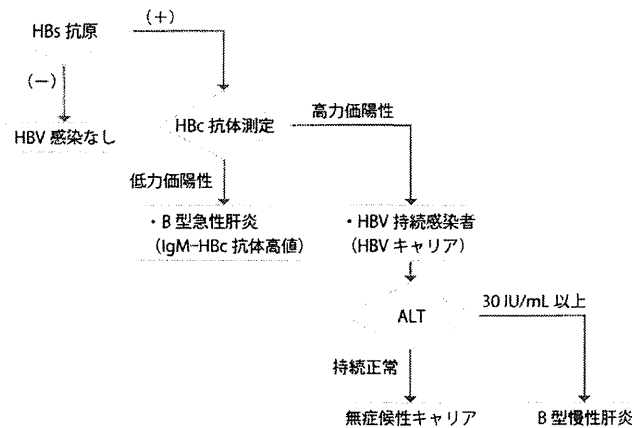 HBs 抗原
(+)
(−)
HBV 感染なし
HBc 抗体測定
高力価陽性
低力価陽性
・B 型急性肝炎
(IgM−HBc 抗体高値)
・HBV 持続感染者
(HBV キャリア)
ALT
30 IU/mL 以上
持続正常
無症候性キャリア
B 型慢性肝炎